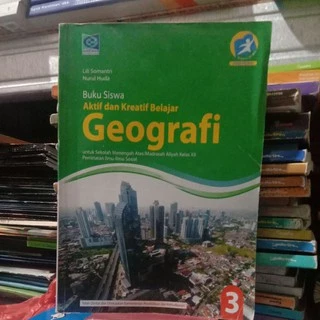 Lili Somantri
Nurul Huda
Buku Siswa
Aktif dan Kreatif Belajar
Geografi
untuk Sekolah Menengah Atas/Madrasah Aliyah Kelas XII
Peminatan Ilmu-Ilmu Sosial
3